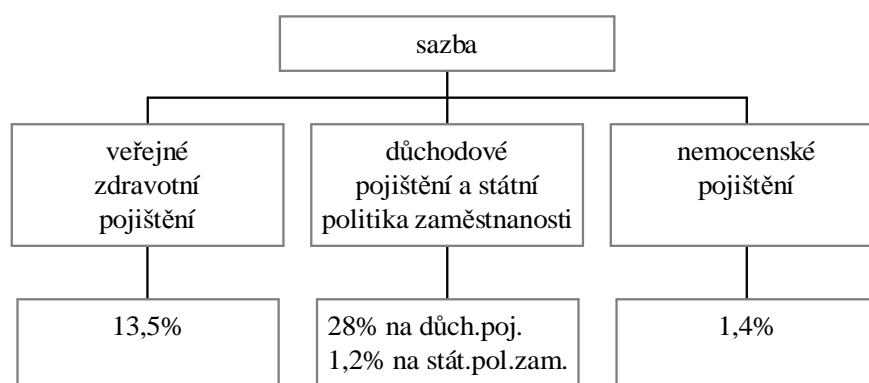 sazba
veřejné
zdravotní
pojištění
důchodové
pojištění a státní
politika zaměstnanosti
nemocenské
pojištění
13,5%
28% na důch.poj.
1,2% na stát.pol.zam.
1,4%